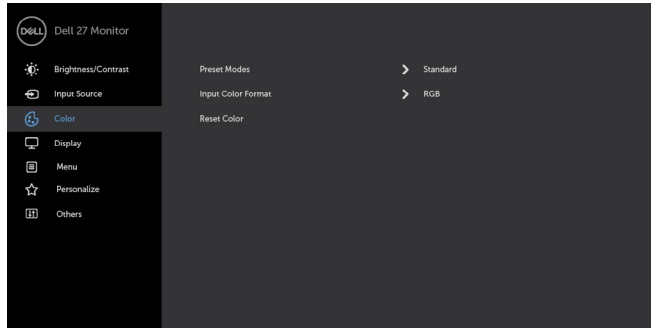 DELL Dell 27 Monitor
Brightness/Contrast Preset Modes Standard
Input Source Input Color Format RGB
Color Reset Color
Display
Menu
Personalize
Others